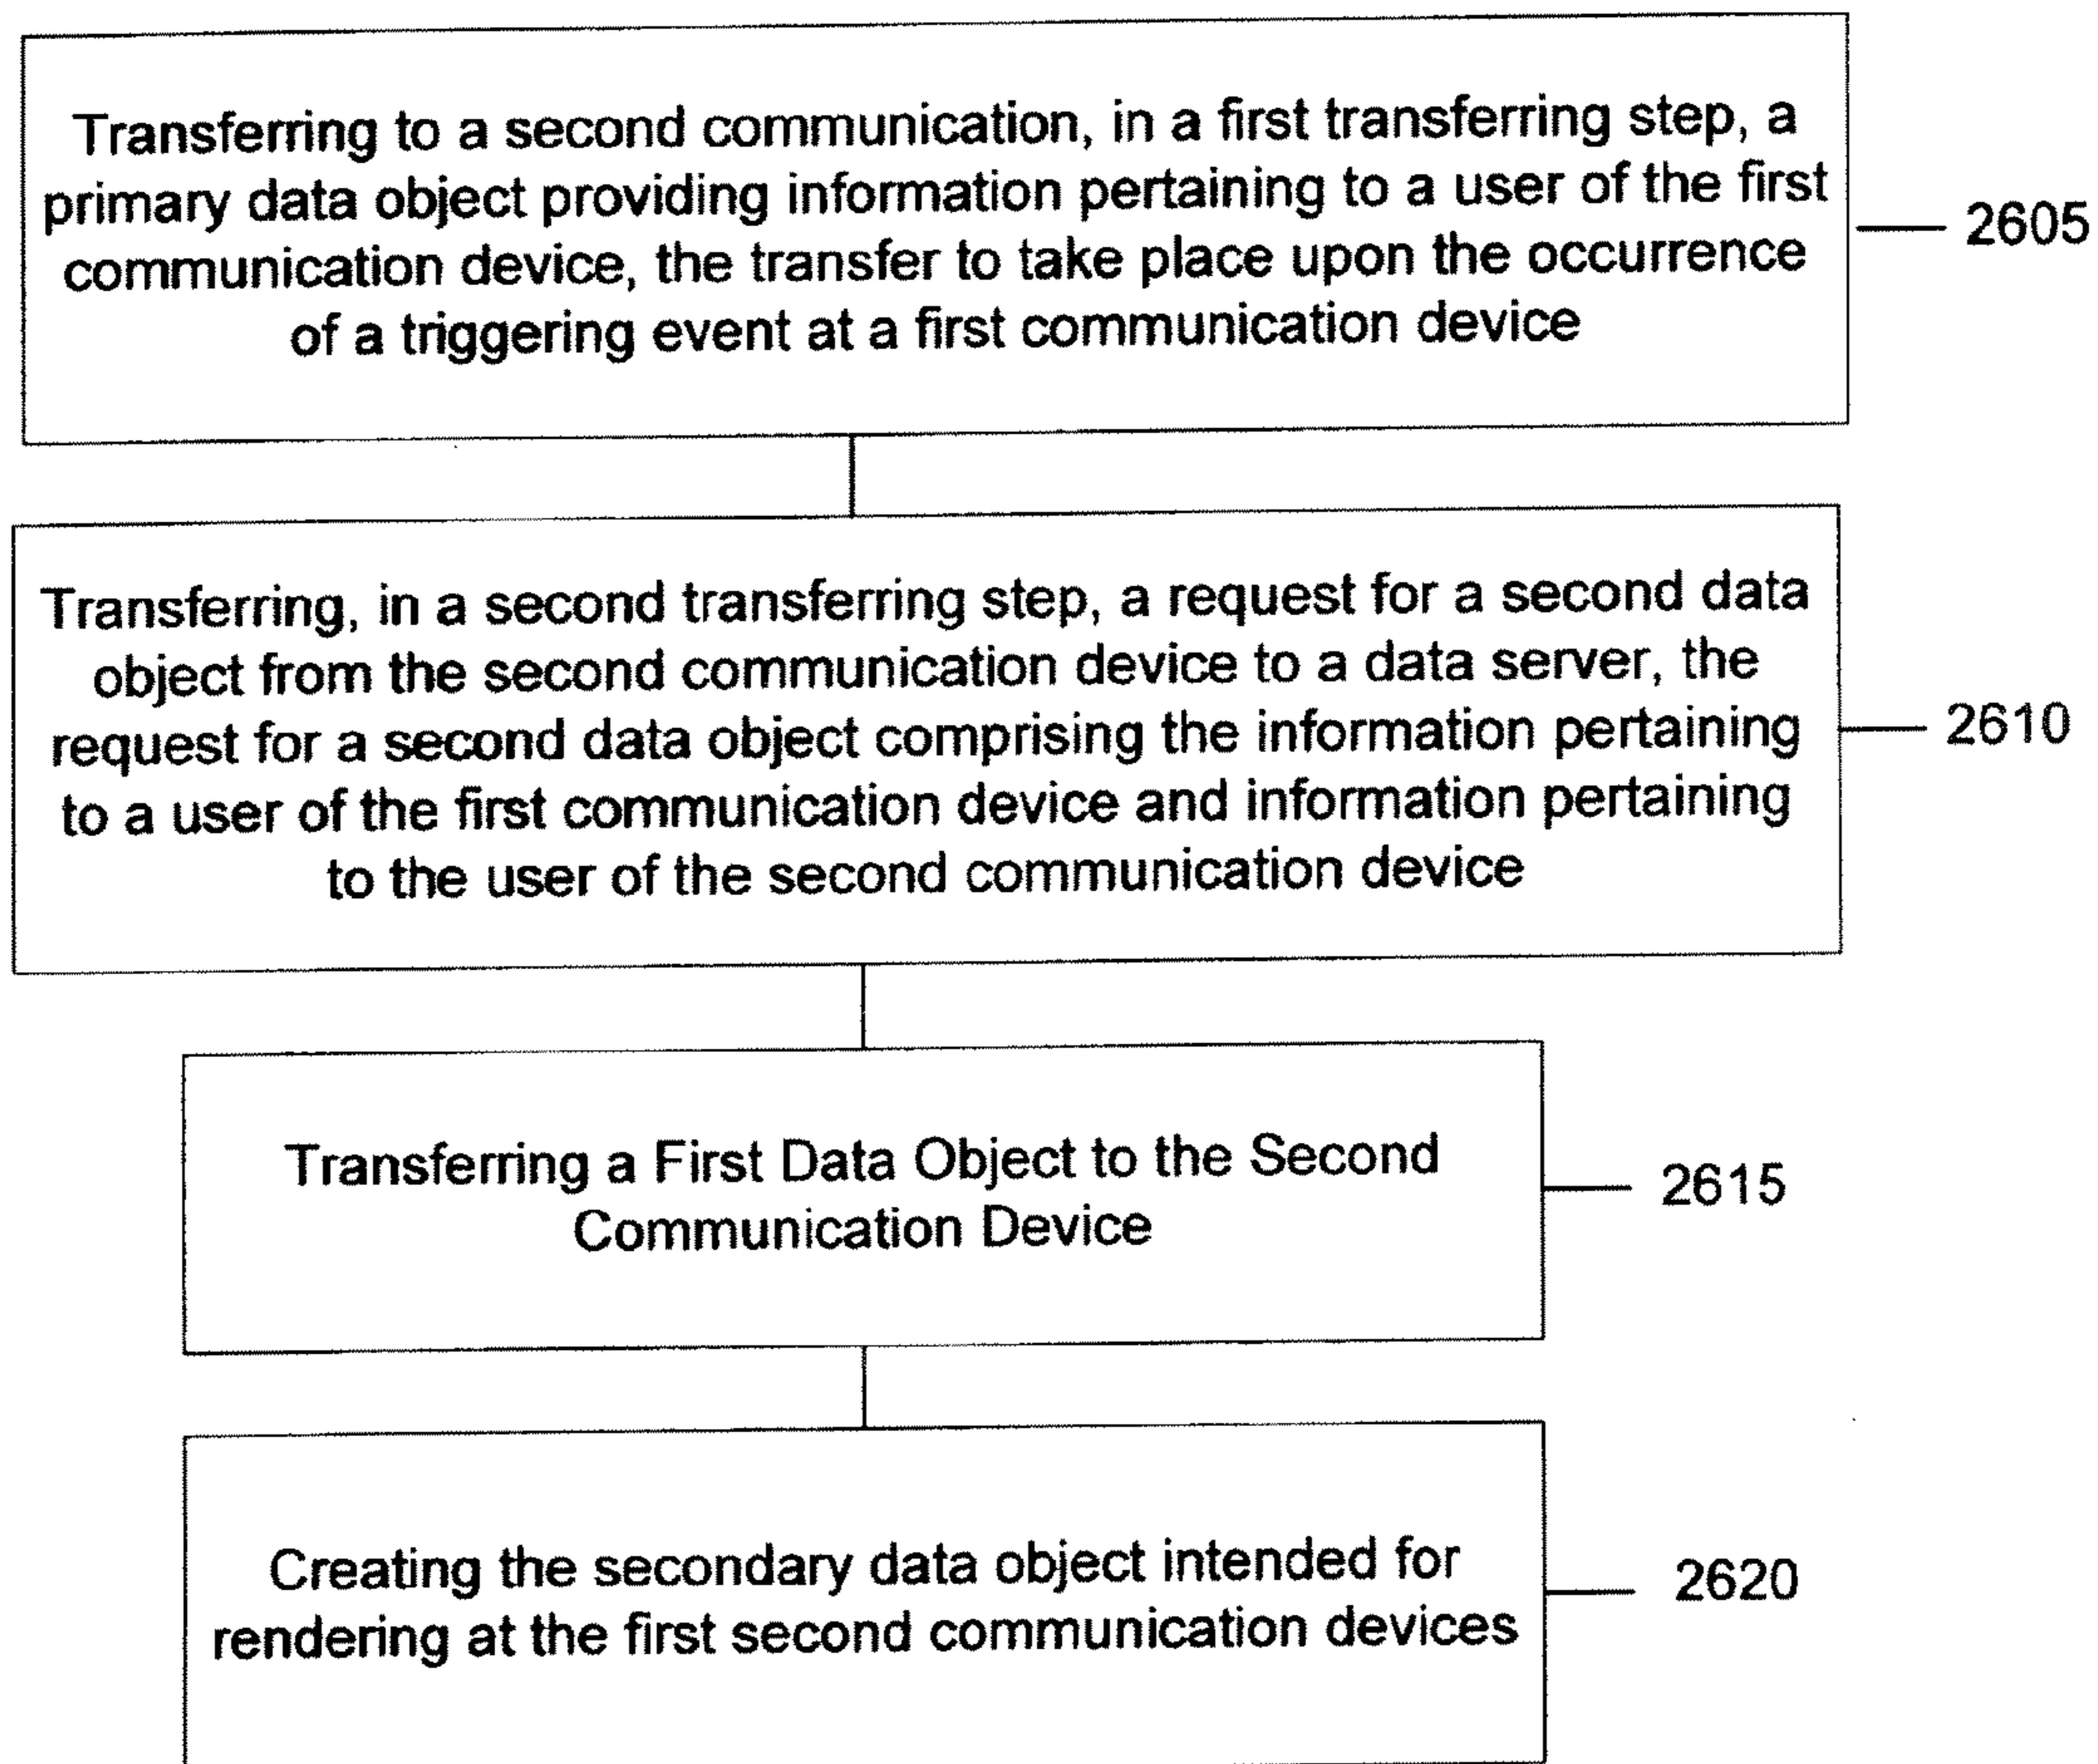 Transferring to a second communication, in a first transferring step, a
primary data object providing information pertaining to a user of the first
communication device, the transfer to take place upon the occurrence
of a triggering event at a first communication device
2605
Transferring, in a second transferring step, a request for a second data
object from the second communication device to a data server, the
request for a second data object comprising the information pertaining
to a user of the first communication device and information pertaining
to the user of the second communication device
2610
Transferring a First Data Object to the Second
Communication Device
2615
Creating the secondary data object intended for
rendering at the first second communication devices
2620